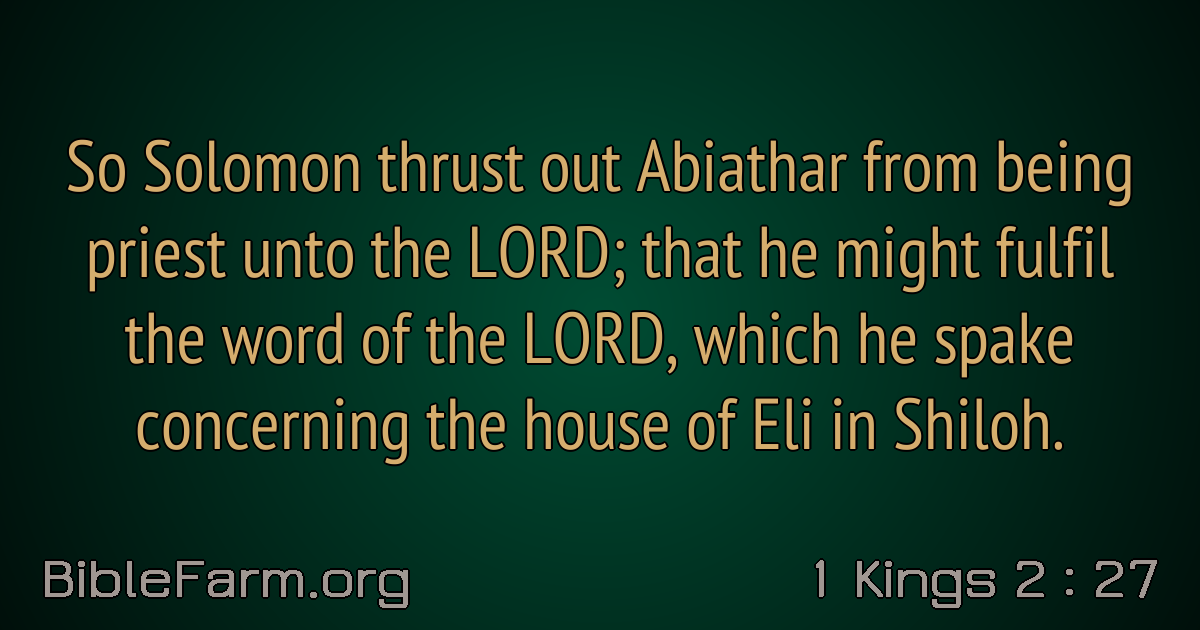 So Solomon thrust out Abiathar from being
priest unto the LORD; that he might fulfil
the word of the LORD, which he spake
concerning the house of Eli in Shiloh.
BibleFarm.org
1 Kings 2 : 27